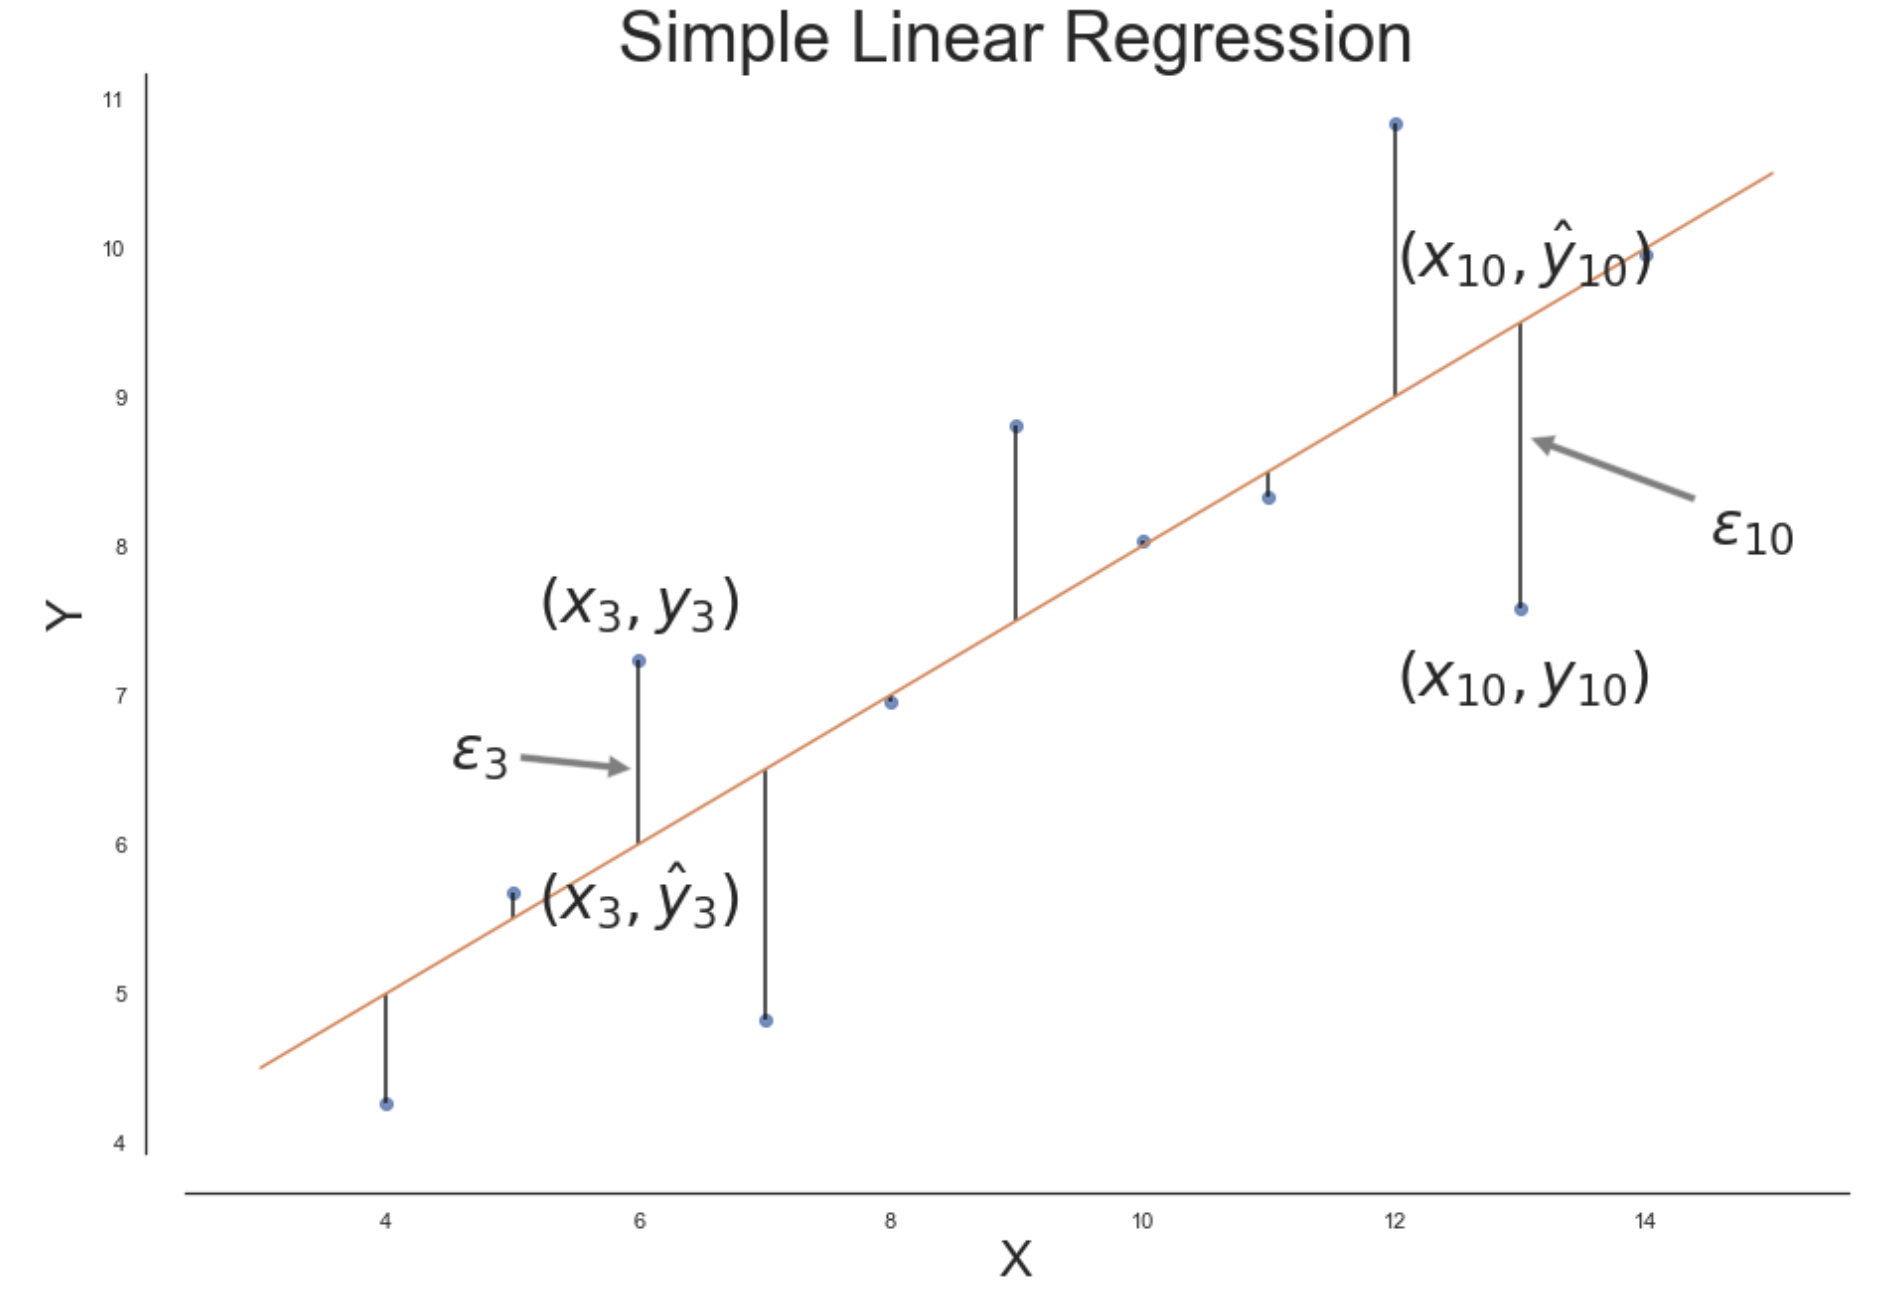 Simple Linear Regression
11
10
9
8
7
6
5
4
Y
(x₁₀, ŷ₁₀)
ε₁₀
(x₃, y₃)
(x₁₀, y₁₀)
ε₃
(x₃, ŷ₃)
4 6 8 10 12 14
X